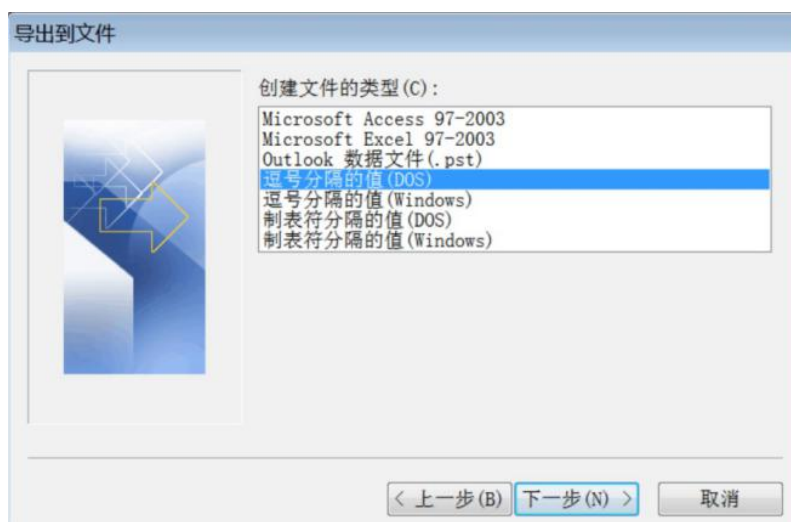 导出到文件
创建文件的类型(C):
Microsoft Access 97-2003
Microsoft Excel 97-2003
Outlook 数据文件(.pst)
逗号分隔的值(DOS)
逗号分隔的值(Windows)
制表符分隔的值(DOS)
制表符分隔的值(Windows)
< 上一步(B) 下一步(N) > 取消